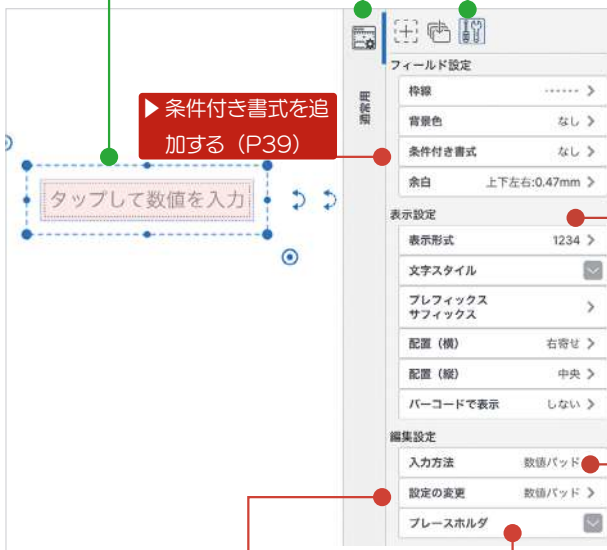 フィールド設定
枠線 ------ >
背景色 なし >
▶ 条件付き書式を追
加する（P39）
条件付き書式 なし >
余白 上下左右:0.47mm >
タップして数値を入力
表示設定
表示形式 1234 >
文字スタイル
プレフィックス
サフィックス >
配置（横） 右寄せ >
配置（縦） 中央 >
バーコードで表示 しない >
編集設定
入力方法 数値パッド
設定の変更 数値パッド >
プレースホルダ